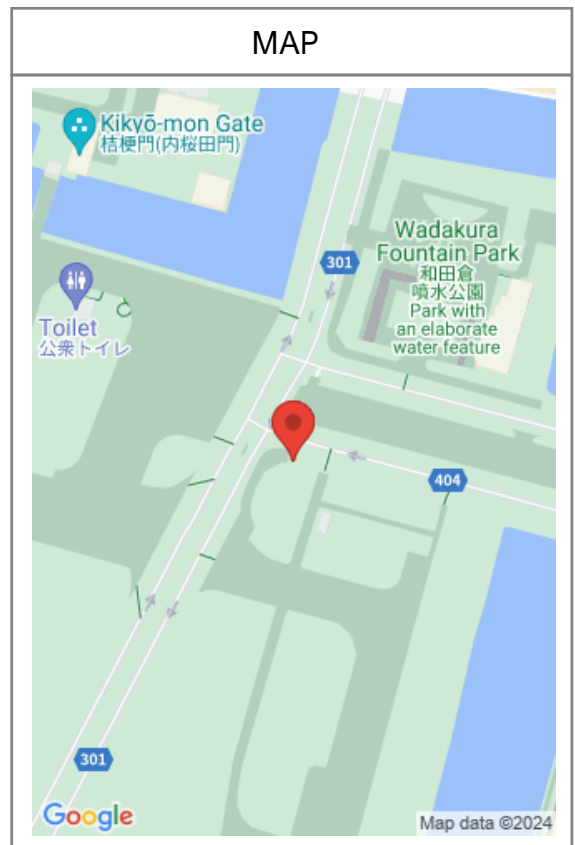 MAP
Kikyō-mon Gate
桔梗門(内桜田門)
Wadakura
Fountain Park
和田倉
噴水公園
Park with
an elaborate
water feature
301
Toilet
公衆トイレ
404
301
Google
Map data ©2024